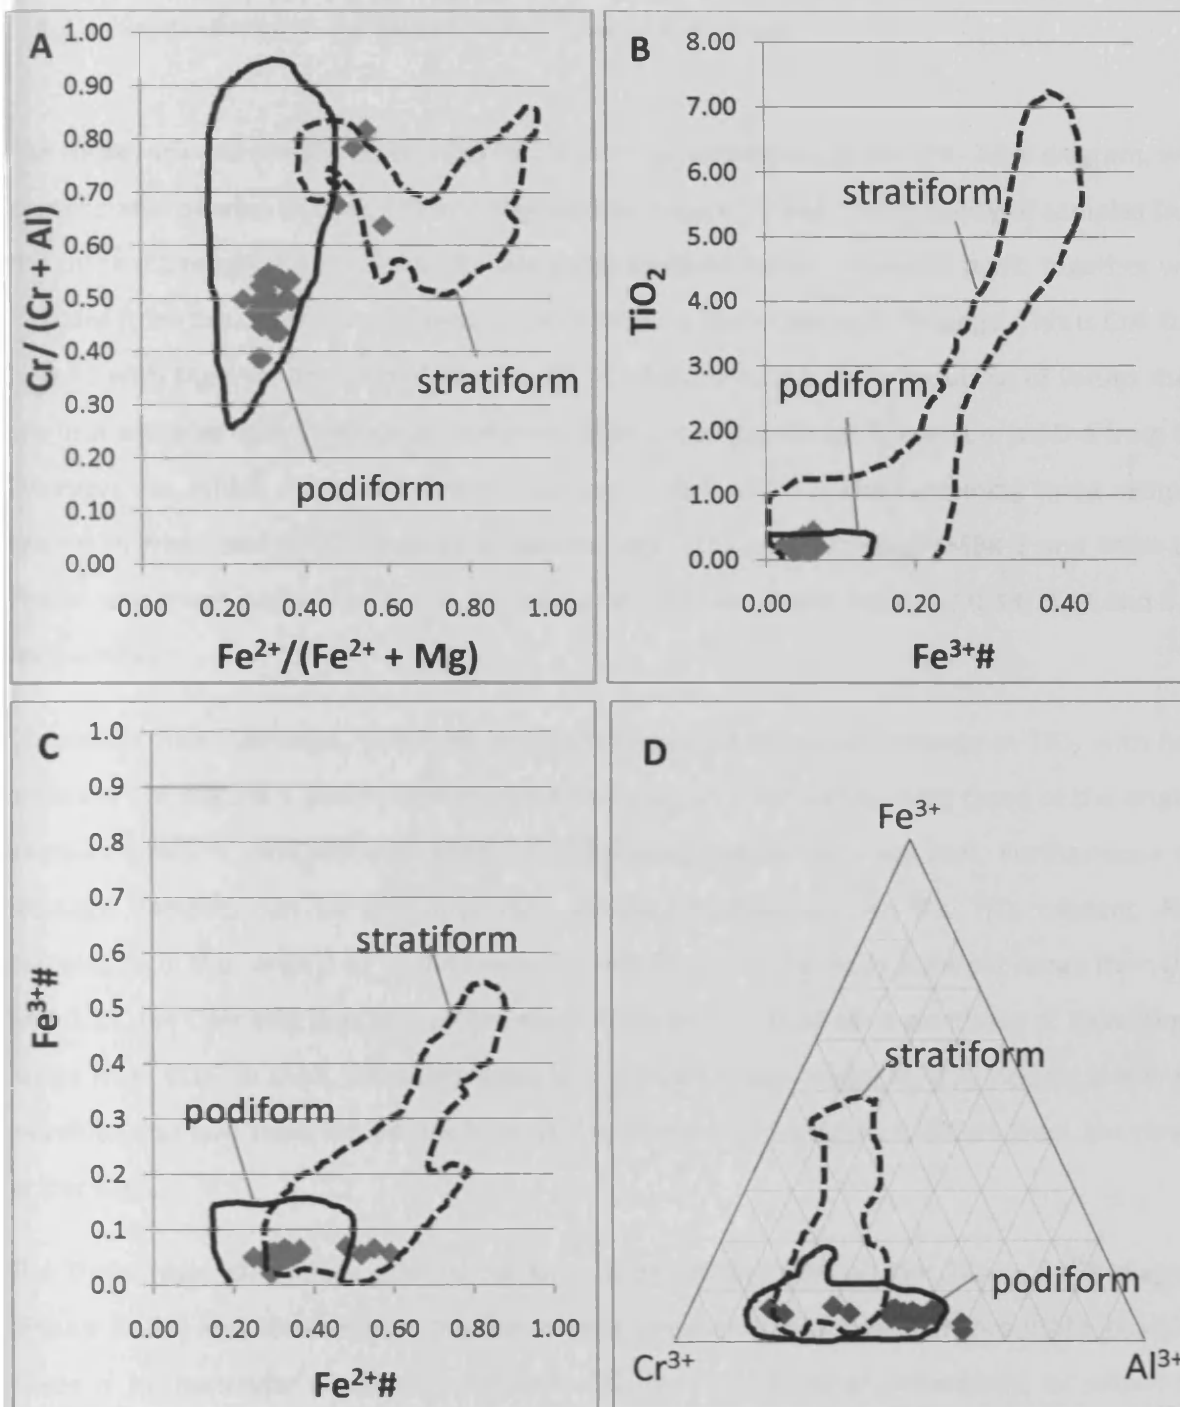 A
1.00
0.90
0.80
0.70
0.60
0.50
0.40
0.30
0.20
0.10
0.00
Cr/ (Cr + Al)
stratiform
podiform
0.00 0.20 0.40 0.60 0.80 1.00
Fe²⁺/(Fe²⁺ + Mg)
B
8.00
7.00
6.00
5.00
4.00
3.00
2.00
1.00
0.00
TiO₂
stratiform
podiform
0.00 0.20 0.40
Fe³⁺#
C
1.0
0.9
0.8
0.7
0.6
0.5
0.4
0.3
0.2
0.1
0.0
Fe³⁺#
stratiform
podiform
0.00 0.20 0.40 0.60 0.80 1.00
Fe²⁺#
D
Fe³⁺
stratiform
podiform
Cr³⁺ Al³⁺